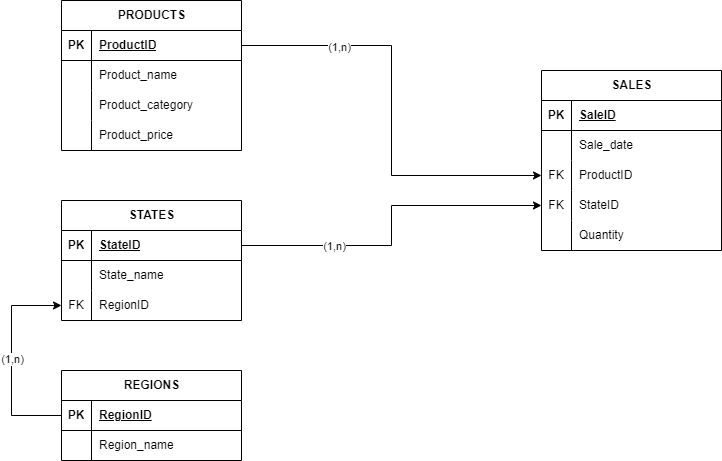 PRODUCTS
PK ProductID
Product_name
Product_category
Product_price
(1,n)
SALES
PK SaleID
Sale_date
FK ProductID
FK StateID
Quantity
STATES
PK StateID
State_name
FK RegionID
(1,n)
(1,n)
REGIONS
PK RegionID
Region_name